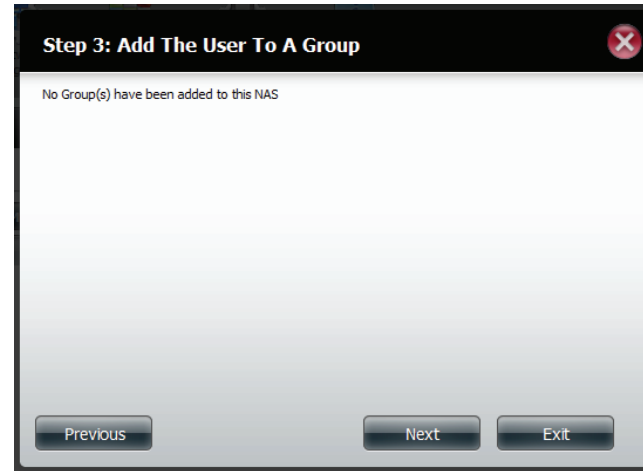 Step 3: Add The User To A Group
No Group(s) have been added to this NAS
Previous Next Exit